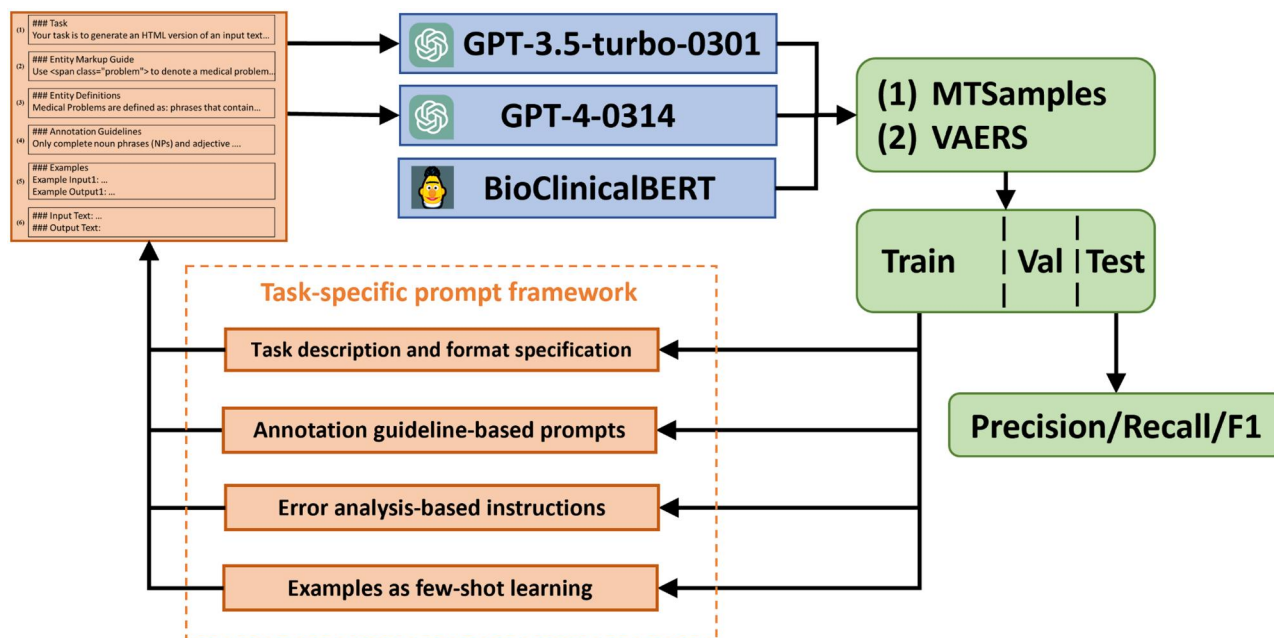 (1) ### Task
Your task is to generate an HTML version of an input text...
(2) ### Entity Markup Guide
Use <span class="problem"> to denote a medical problem...
(3) ### Entity Definitions
Medical Problems are defined as: phrases that contain...
(4) ### Annotation Guidelines
Only complete noun phrases (NPs) and adjective ....
(5) ### Examples
Example Input1: ...
Example Output1: ...
(6) ### Input Text: ...
### Output Text:
GPT-3.5-turbo-0301
GPT-4-0314
BioClinicalBERT
(1) MTSamples
(2) VAERS
Train | Val | Test
Precision/Recall/F1
Task-specific prompt framework
Task description and format specification
Annotation guideline-based prompts
Error analysis-based instructions
Examples as few-shot learning